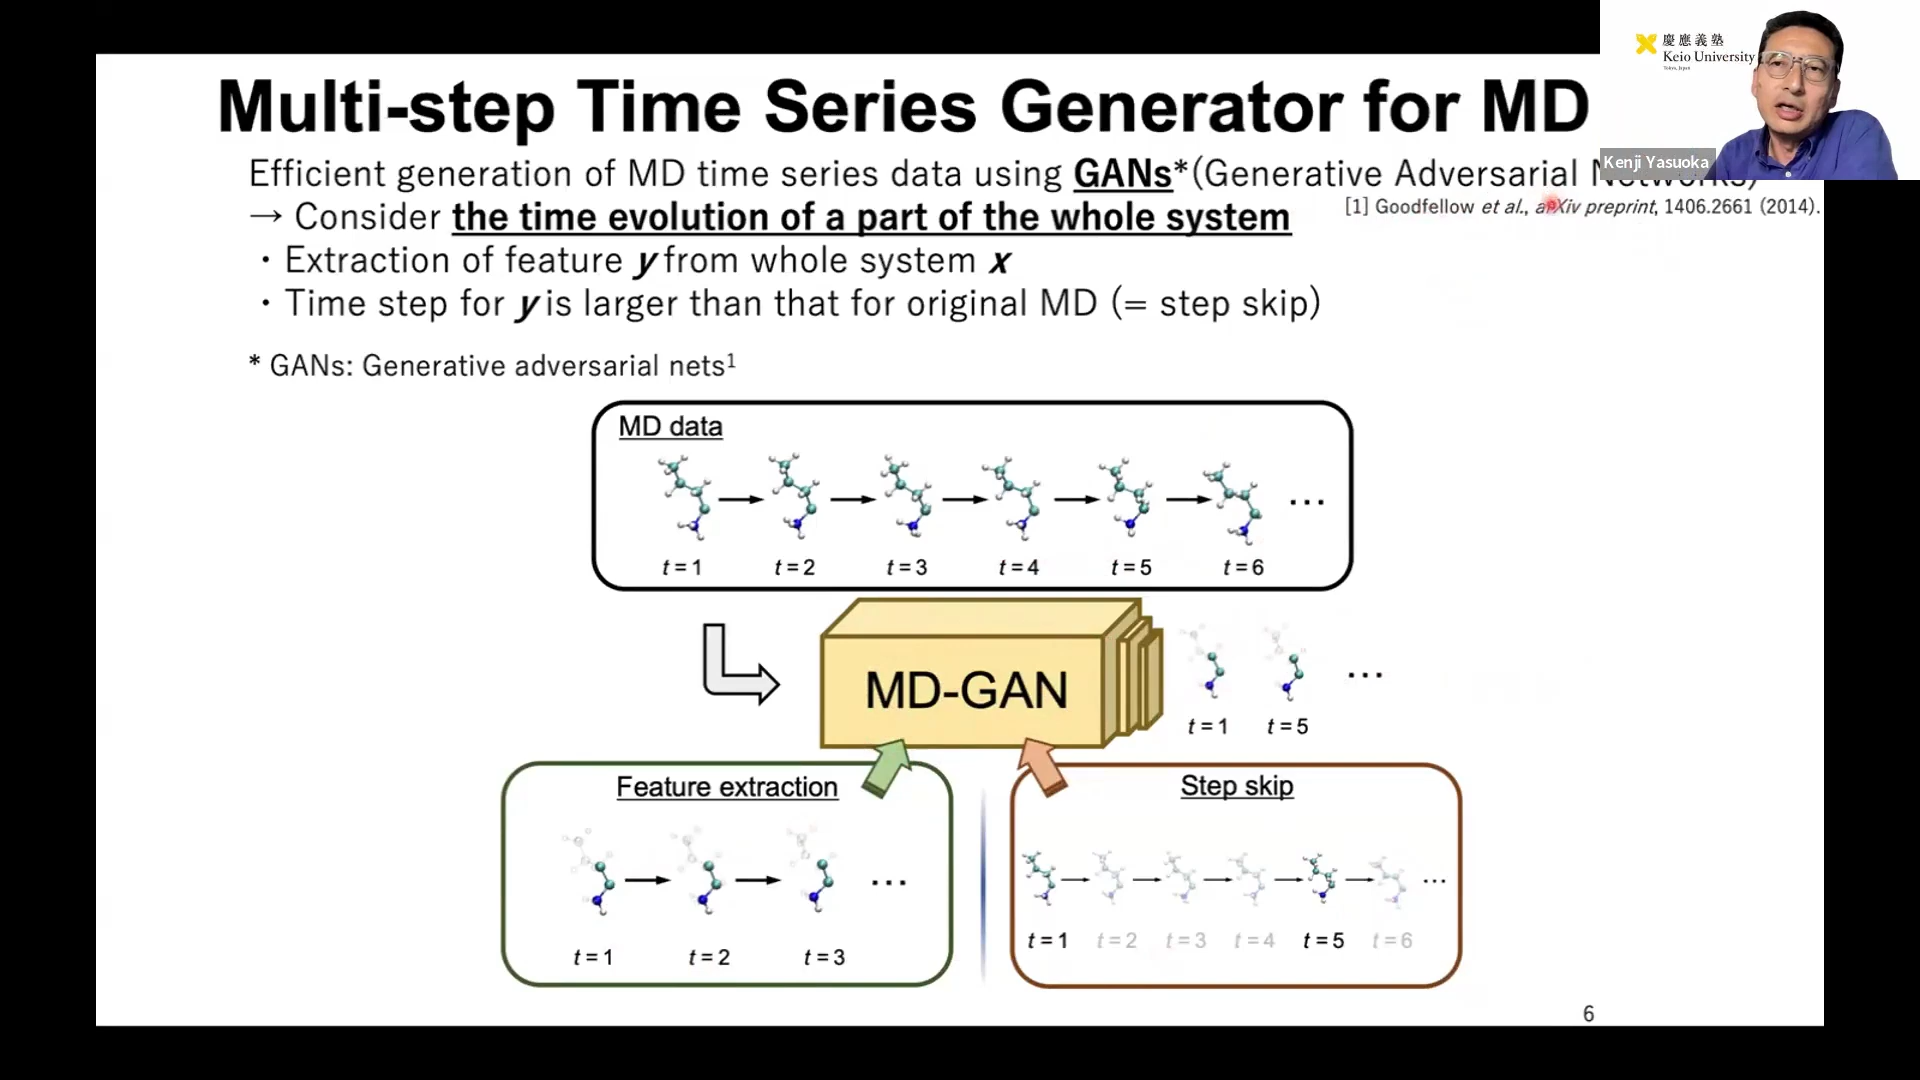 慶應義塾
Keio University
Tokyo, Japan
Kenji Yasuoka
Multi-step Time Series Generator for MD
Efficient generation of MD time series data using GANs*(Generative Adversarial Networks)
→ Consider the time evolution of a part of the whole system
[1] Goodfellow et al., arXiv preprint, 1406.2661 (2014).
・Extraction of feature y from whole system x
・Time step for y is larger than that for original MD (= step skip)
* GANs: Generative adversarial nets¹
MD data
...
t = 1 t = 2 t = 3 t = 4 t = 5 t = 6
MD-GAN
...
t = 1 t = 5
Feature extraction
...
t = 1 t = 2 t = 3
Step skip
...
t = 1 t = 2 t = 3 t = 4 t = 5 t = 6
6